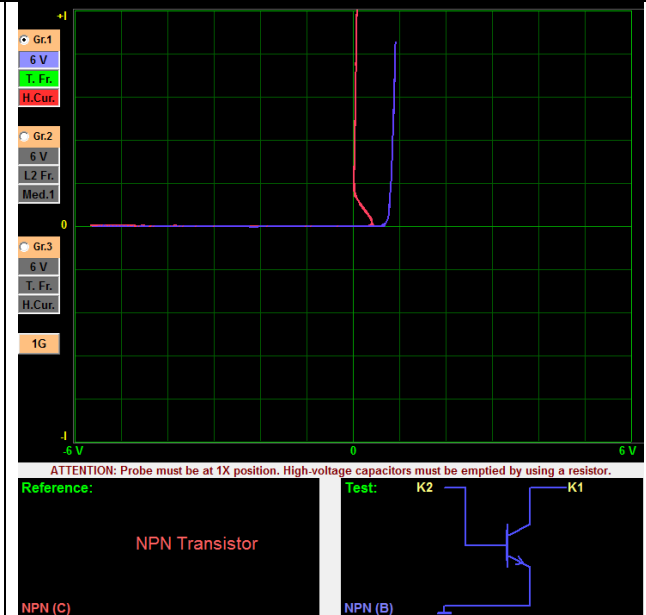 +I
Gr.1
6 V
T. Fr.
H.Cur.
Gr.2
6 V
L2 Fr.
Med.1
0
Gr.3
6 V
T. Fr.
H.Cur.
1G
-I
-6 V 0 6 V
ATTENTION: Probe must be at 1X position. High-voltage capacitors must be emptied by using a resistor.
Reference:
NPN Transistor
NPN (C)
Test:
K2 K1
NPN (B)